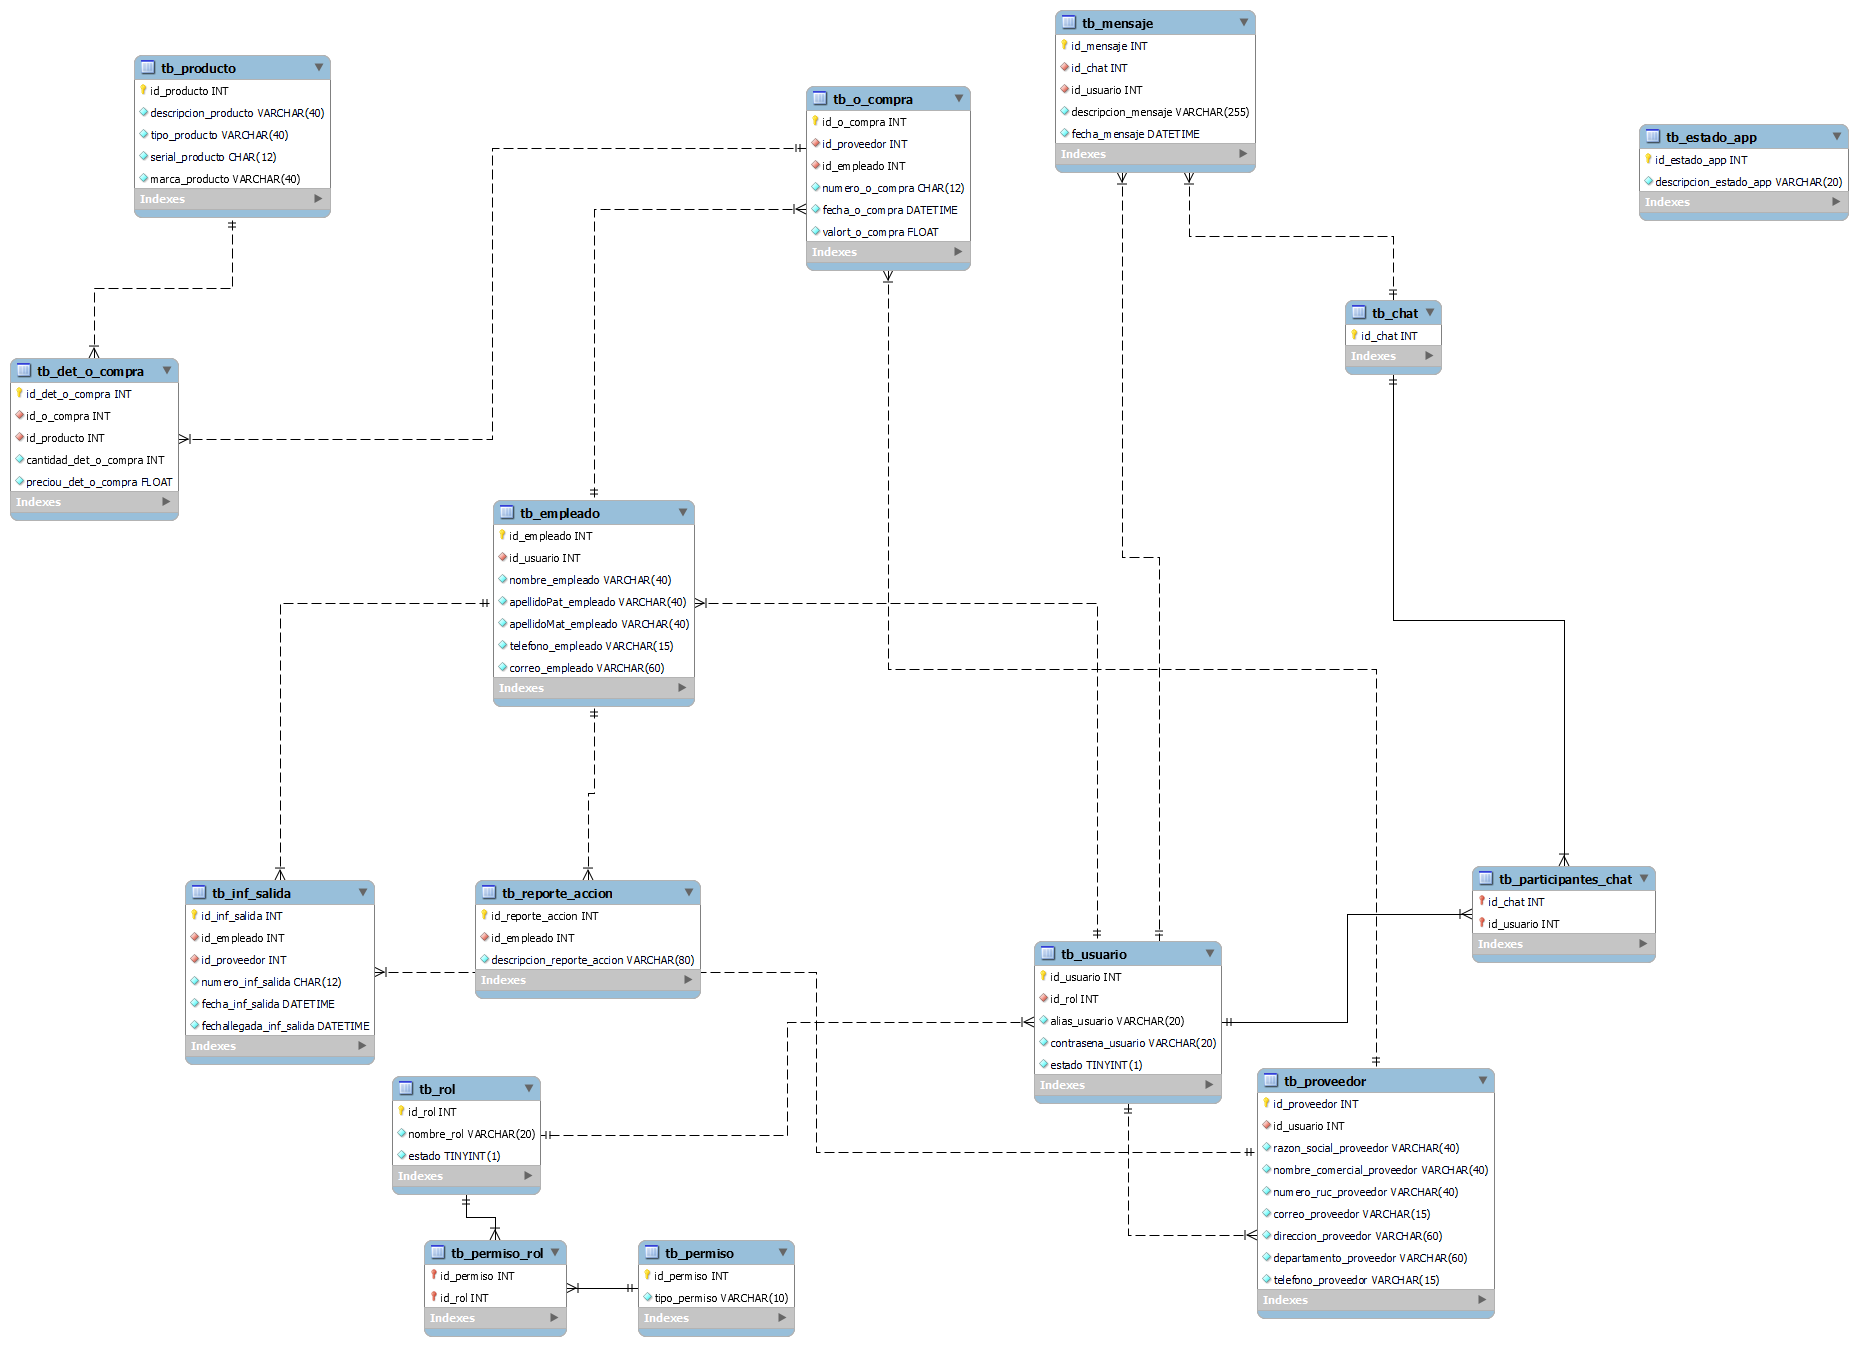 tb_producto
id_producto INT
descripcion_producto VARCHAR(40)
tipo_producto VARCHAR(40)
serial_producto CHAR(12)
marca_producto VARCHAR(40)
Indexes
tb_o_compra
id_o_compra INT
id_proveedor INT
id_empleado INT
numero_o_compra CHAR(12)
fecha_o_compra DATETIME
valort_o_compra FLOAT
Indexes
tb_mensaje
id_mensaje INT
id_chat INT
id_usuario INT
descripcion_mensaje VARCHAR(255)
fecha_mensaje DATETIME
Indexes
tb_estado_app
id_estado_app INT
descripcion_estado_app VARCHAR(20)
Indexes
tb_chat
id_chat INT
Indexes
tb_det_o_compra
id_det_o_compra INT
id_o_compra INT
id_producto INT
cantidad_det_o_compra INT
preciou_det_o_compra FLOAT
Indexes
tb_empleado
id_empleado INT
id_usuario INT
nombre_empleado VARCHAR(40)
apellidoPat_empleado VARCHAR(40)
apellidoMat_empleado VARCHAR(40)
telefono_empleado VARCHAR(15)
correo_empleado VARCHAR(60)
Indexes
tb_inf_salida
id_inf_salida INT
id_empleado INT
id_proveedor INT
numero_inf_salida CHAR(12)
fecha_inf_salida DATETIME
fechallegada_inf_salida DATETIME
Indexes
tb_reporte_accion
id_reporte_accion INT
id_empleado INT
descripcion_reporte_accion VARCHAR(80)
Indexes
tb_participantes_chat
id_chat INT
id_usuario INT
Indexes
tb_usuario
id_usuario INT
id_rol INT
alias_usuario VARCHAR(20)
contrasena_usuario VARCHAR(20)
estado TINYINT(1)
Indexes
tb_rol
id_rol INT
nombre_rol VARCHAR(20)
estado TINYINT(1)
Indexes
tb_proveedor
id_proveedor INT
id_usuario INT
razon_social_proveedor VARCHAR(40)
nombre_comercial_proveedor VARCHAR(40)
numero_ruc_proveedor VARCHAR(40)
correo_proveedor VARCHAR(15)
direccion_proveedor VARCHAR(60)
departamento_proveedor VARCHAR(60)
telefono_proveedor VARCHAR(15)
Indexes
tb_permiso_rol
id_permiso INT
id_rol INT
Indexes
tb_permiso
id_permiso INT
tipo_permiso VARCHAR(10)
Indexes